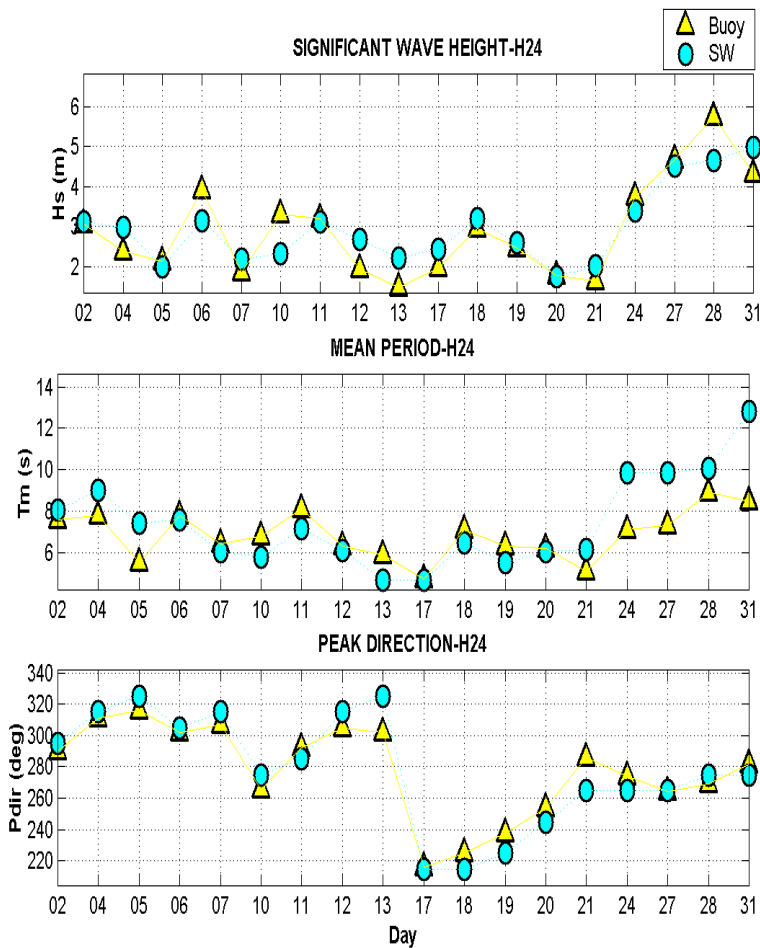 Buoy
SW
SIGNIFICANT WAVE HEIGHT-H24
Hs (m)
6
5
4
3
2
02 04 05 06 07 10 11 12 13 17 18 19 20 21 24 27 28 31
MEAN PERIOD-H24
Tm (s)
14
12
10
8
6
02 04 05 06 07 10 11 12 13 17 18 19 20 21 24 27 28 31
PEAK DIRECTION-H24
Pdir (deg)
340
320
300
280
260
240
220
02 04 05 06 07 10 11 12 13 17 18 19 20 21 24 27 28 31
Day